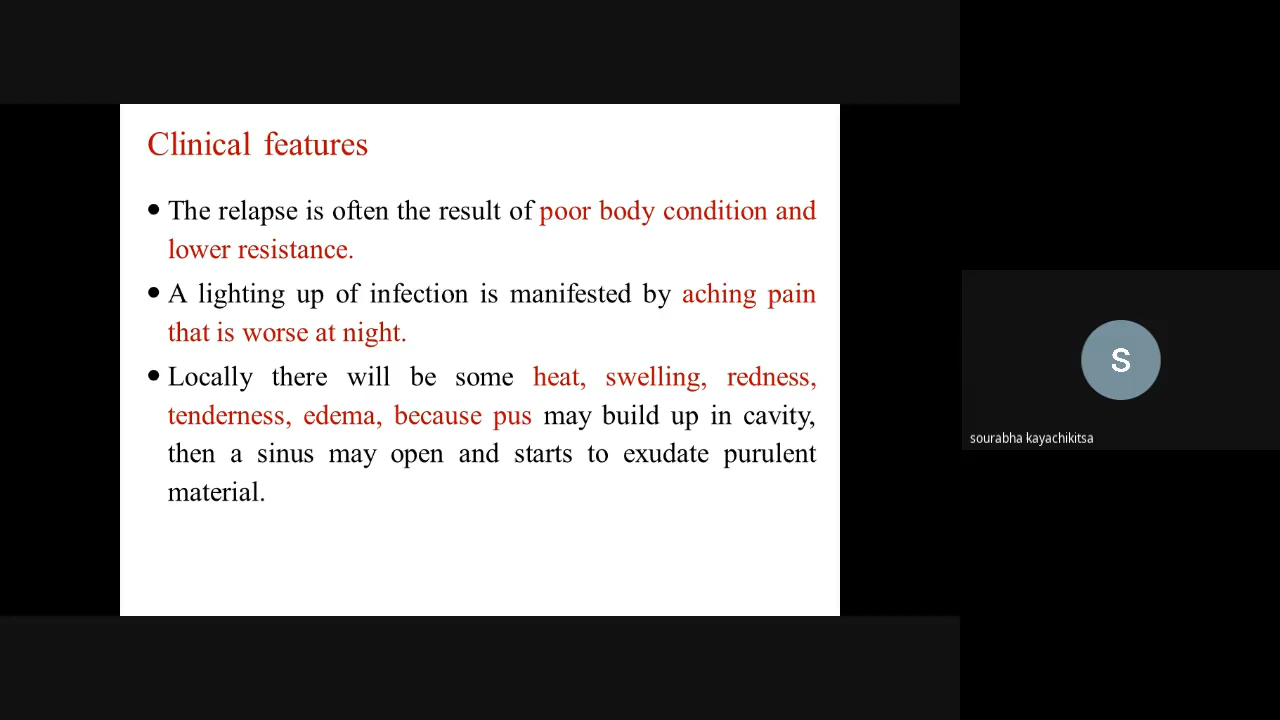 Clinical features
• The relapse is often the result of poor body condition and
lower resistance.
• A lighting up of infection is manifested by aching pain
that is worse at night.
• Locally there will be some heat, swelling, redness,
tenderness, edema, because pus may build up in cavity,
then a sinus may open and starts to exudate purulent
material.
S
sourabha kayachikitsa